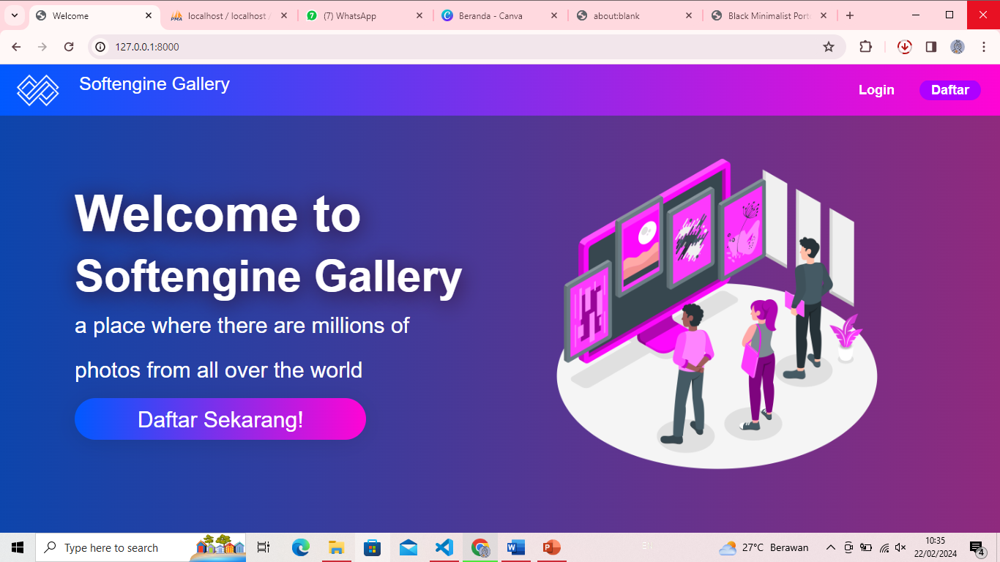 Welcome
localhost / localhost /
(7) WhatsApp
Beranda - Canva
about:blank
Black Minimalist Port
127.0.0.1:8000
Softengine Gallery
Login
Daftar
Welcome to
Softengine Gallery
a place where there are millions of
photos from all over the world
Daftar Sekarang!
Type here to search
27°C Berawan
EN
10:35
22/02/2024
4